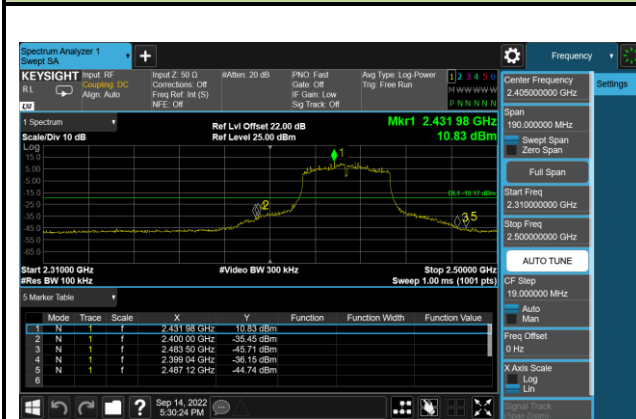 Spectrum Analyzer 1
Swept SA
+
Frequency
KEYSIGHT
RL
LXI
Input: RF
Coupling: DC
Align: Auto
Input Z: 50 Ω
Corrections: Off
Freq Ref: Int (S)
NFE: Off
#Atten: 20 dB
PNO: Fast
Gate: Off
IF Gain: Low
Sig Track: Off
Avg Type: Log-Power
Trig: Free Run
1 2 3 4 5 6
M W W W W W
P N N N N N
Center Frequency
2.405000000 GHz
Settings
Span
190.000000 MHz
Swept Span
Zero Span
Full Span
Start Freq
2.310000000 GHz
Stop Freq
2.500000000 GHz
AUTO TUNE
CF Step
19.000000 MHz
Auto
Man
Freq Offset
0 Hz
X Axis Scale
Log
Lin
Signal Track
(Span Zoom)
1 Spectrum
Scale/Div 10 dB
Log
Ref Lvl Offset 22.00 dB
Ref Level 25.00 dBm
Mkr1 2.431 98 GHz
10.83 dBm
15.0
5.00
-5.00
-15.0
-25.0
-35.0
-45.0
-55.0
-65.0
1
2
3
5
DL1 -19.17 dBm
Start 2.31000 GHz
#Res BW 100 kHz
#Video BW 300 kHz
Stop 2.50000 GHz
Sweep 1.00 ms (1001 pts)
5 Marker Table
Mode Trace Scale X Y Function Function Width Function Value
1 N 1 f 2.431 98 GHz 10.83 dBm
2 N 1 f 2.400 00 GHz -35.45 dBm
3 N 1 f 2.483 50 GHz -45.71 dBm
4 N 1 f 2.399 04 GHz -36.15 dBm
5 N 1 f 2.487 12 GHz -44.74 dBm
6
?
Sep 14, 2022
5:30:24 PM